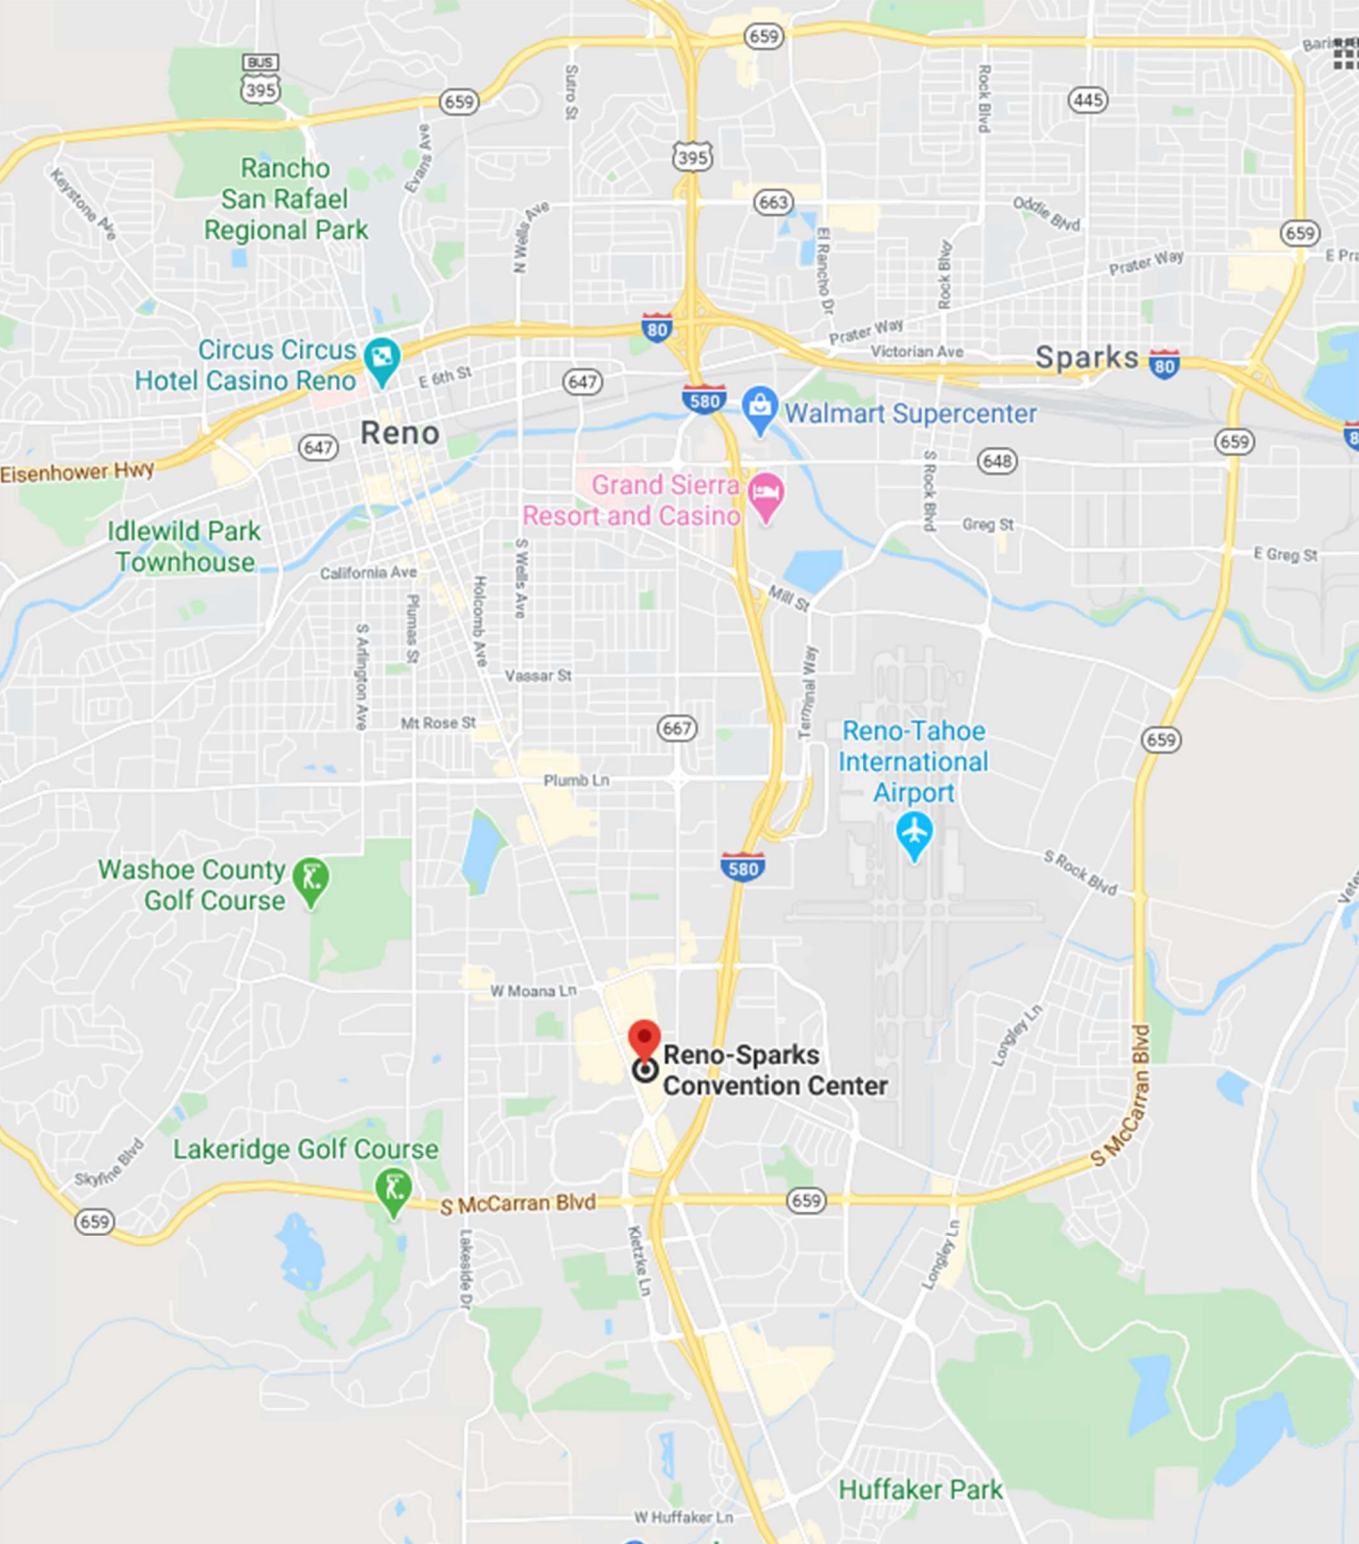 659
Barin
BUS
395
Sutro St
Rock Blvd
445
659
Evans Ave
395
Rancho
San Rafael
Regional Park
Keystone Ave
663
Oddie Blvd
N Wells Ave
659
El Rancho Dr
Rock Blvd
Prater Way
E Pra
80
Prater Way
Victorian Ave
Sparks
80
Circus Circus
Hotel Casino Reno
E 6th St
647
580
Walmart Supercenter
Reno
647
659
8
Eisenhower Hwy
648
S Rock Blvd
Grand Sierra
Resort and Casino
Idlewild Park
Townhouse
Greg St
E Greg St
California Ave
S Wells Ave
Holcomb Ave
Plumas St
Mill St
S Arlington Ave
Vassar St
Terminal Way
Mt Rose St
667
Reno-Tahoe
International
Airport
659
Plumb Ln
580
Washoe County
Golf Course
S Rock Blvd
Vete
W Moana Ln
Longley Ln
Reno-Sparks
Convention Center
S McCarran Blvd
Lakeridge Golf Course
Skyline Blvd
659
S McCarran Blvd
659
Kietzke Ln
Lakeside Dr
Longley Ln
Huffaker Park
W Huffaker Ln